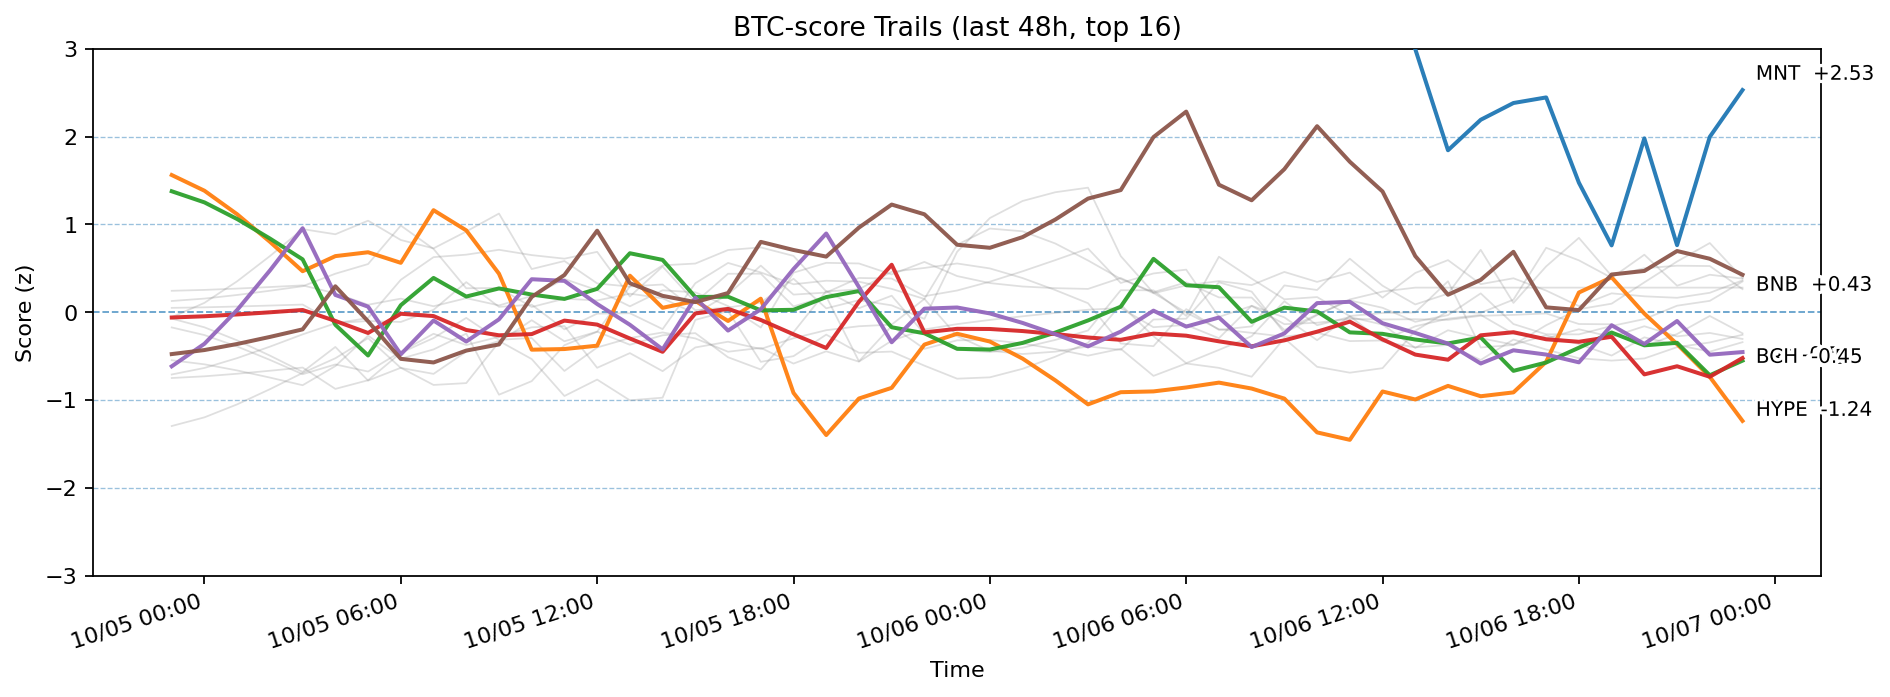 BTC-score Trails (last 48h, top 16)
Score (z)
3
2
1
0
−1
−2
−3
MNT +2.53
BNB +0.43
BCH -0.45
HYPE -1.24
10/05 00:00
10/05 06:00
10/05 12:00
10/05 18:00
10/06 00:00
10/06 06:00
10/06 12:00
10/06 18:00
10/07 00:00
Time